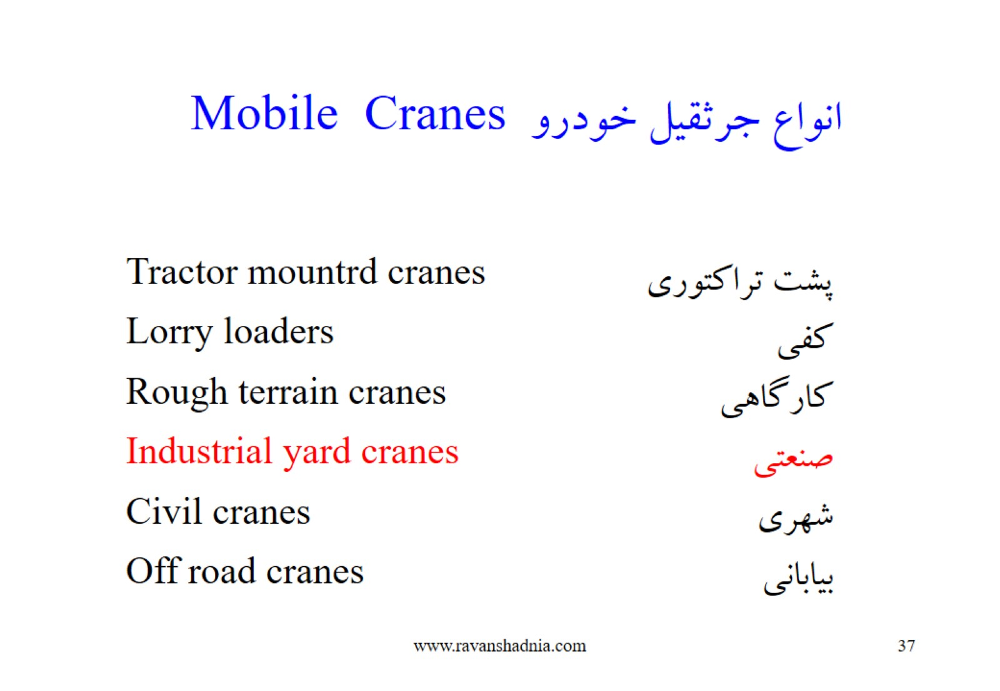 انواع جرثقیل خودرو Mobile Cranes
Tractor mountrd cranes پشت تراکتوری
Lorry loaders کفی
Rough terrain cranes کارگاهی
Industrial yard cranes صنعتی
Civil cranes شهری
Off road cranes بیابانی
www.ravanshadnia.com 37